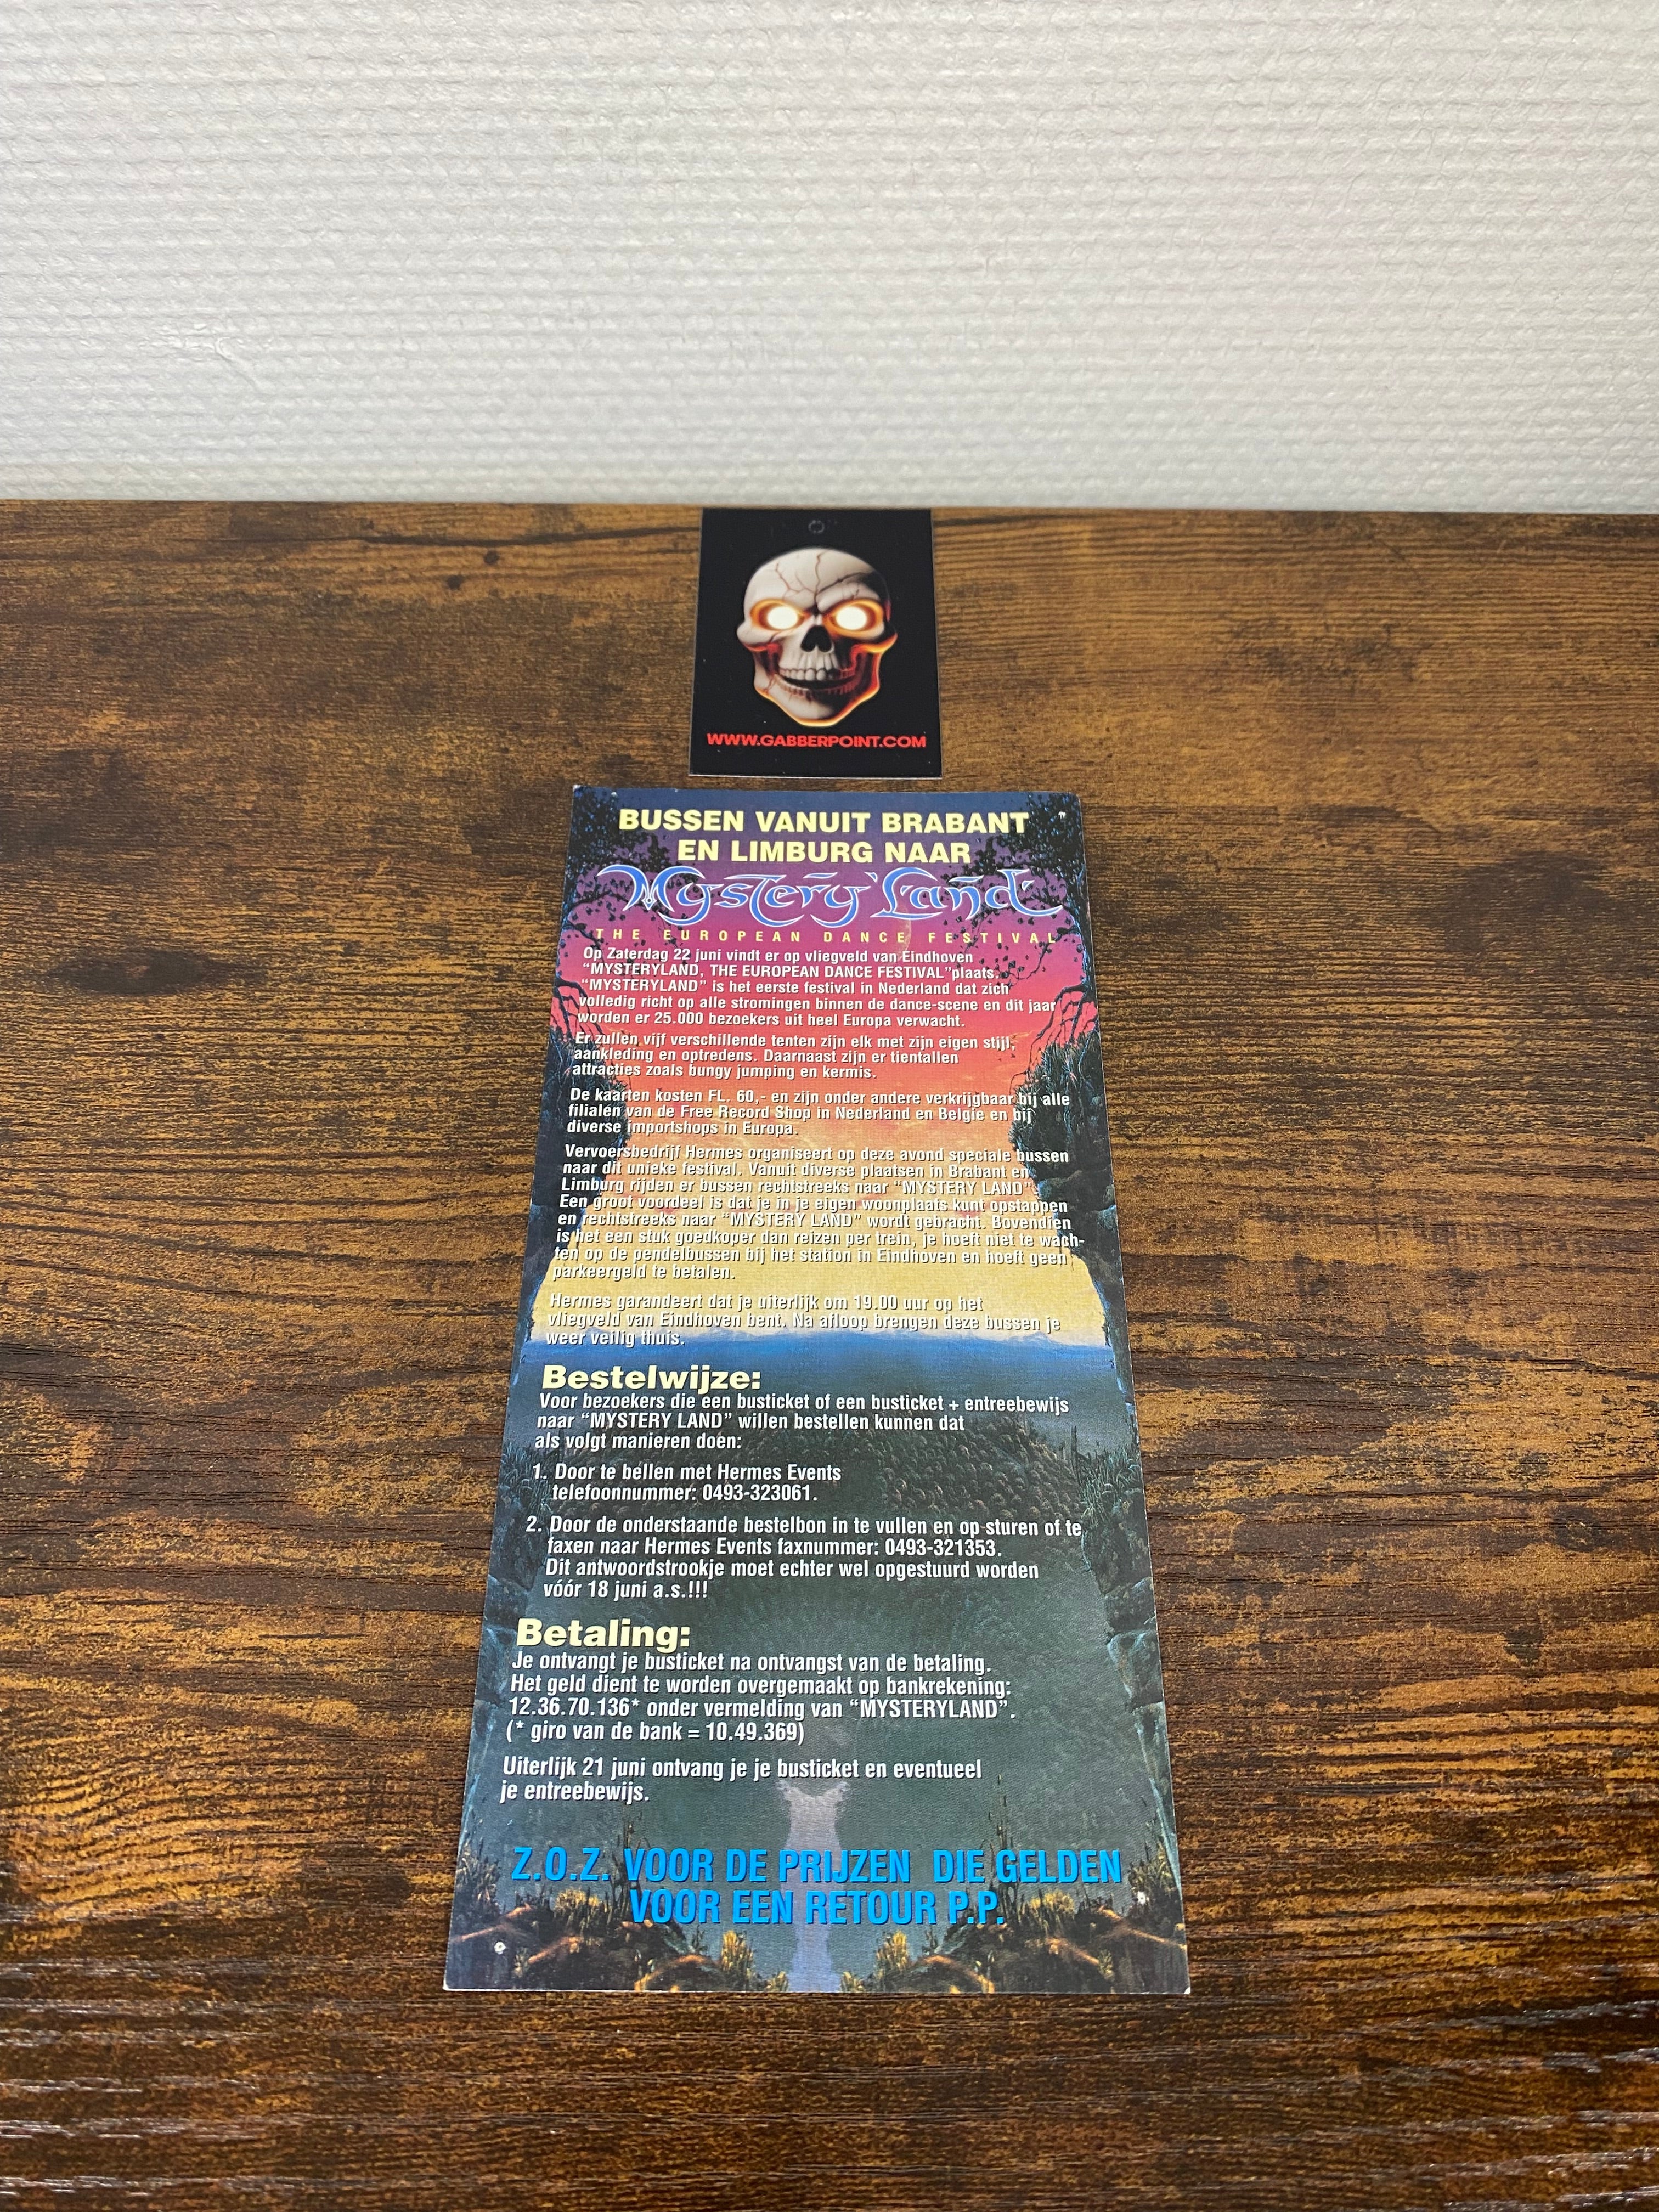 WWW.GABBERPOINT.COM
BUSSEN VANUIT BRABANT
EN LIMBURG NAAR
Mystery Land
THE EUROPEAN DANCE FESTIVAL
Op Zaterdag 22 juni vindt er op vliegveld van Eindhoven
“MYSTERYLAND, THE EUROPEAN DANCE FESTIVAL”plaats.
“MYSTERYLAND” is het eerste festival in Nederland dat zich
volledig richt op alle stromingen binnen de dance-scene en dit jaar
worden er 25.000 bezoekers uit heel Europa verwacht.
Er zullen vijf verschillende tenten zijn elk met zijn eigen stijl,
aankleding en optredens. Daarnaast zijn er tientallen
attracties zoals bungy jumping en kermis.
De kaarten kosten FL. 60,- en zijn onder andere verkrijgbaar bij alle
filialen van de Free Record Shop in Nederland en Belgie en bij
diverse importshops in Europa.
Vervoersbedrijf Hermes organiseert op deze avond speciale bussen
naar dit unieke festival. Vanuit diverse plaatsen in Brabant en
Limburg rijden er bussen rechtstreeks naar “MYSTERY LAND”.
Een groot voordeel is dat je in je eigen woonplaats kunt opstappen
en rechtstreeks naar “MYSTERY LAND” wordt gebracht. Bovendien
is het een stuk goedkoper dan reizen per trein, je hoeft niet te wach-
ten op de pendelbussen bij het station in Eindhoven en hoeft geen
parkeergeld te betalen.
Hermes garandeert dat je uiterlijk om 19.00 uur op het
vliegveld van Eindhoven bent. Na afloop brengen deze bussen je
weer veilig thuis.
Bestelwijze:
Voor bezoekers die een busticket of een busticket + entreebewijs
naar “MYSTERY LAND” willen bestellen kunnen dat
als volgt manieren doen:
1. Door te bellen met Hermes Events
telefoonnummer: 0493-323061.
2. Door de onderstaande bestelbon in te vullen en op sturen of te
faxen naar Hermes Events faxnummer: 0493-321353.
Dit antwoordstrookje moet echter wel opgestuurd worden
vóór 18 juni a.s.!!!
Betaling:
Je ontvangt je busticket na ontvangst van de betaling.
Het geld dient te worden overgemaakt op bankrekening:
12.36.70.136* onder vermelding van “MYSTERYLAND”.
(* giro van de bank = 10.49.369)
Uiterlijk 21 juni ontvang je je busticket en eventueel
je entreebewijs.
Z.O.Z. VOOR DE PRIJZEN DIE GELDEN
VOOR EEN RETOUR P.P.